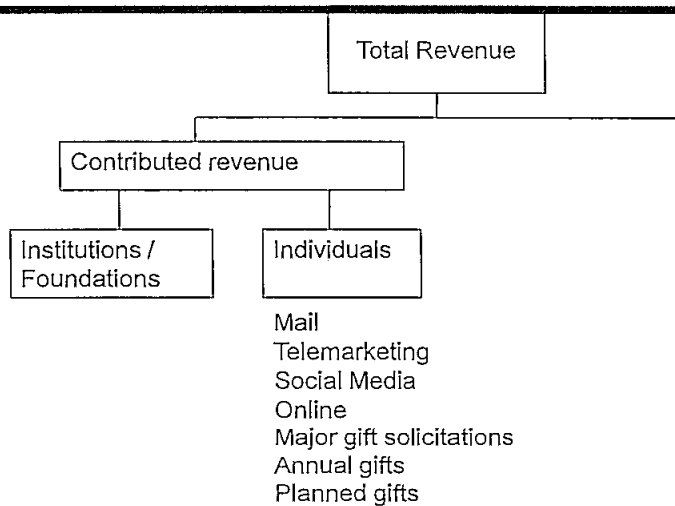 Total Revenue
Contributed revenue
Institutions /
Foundations
Individuals
Mail
Telemarketing
Social Media
Online
Major gift solicitations
Annual gifts
Planned gifts